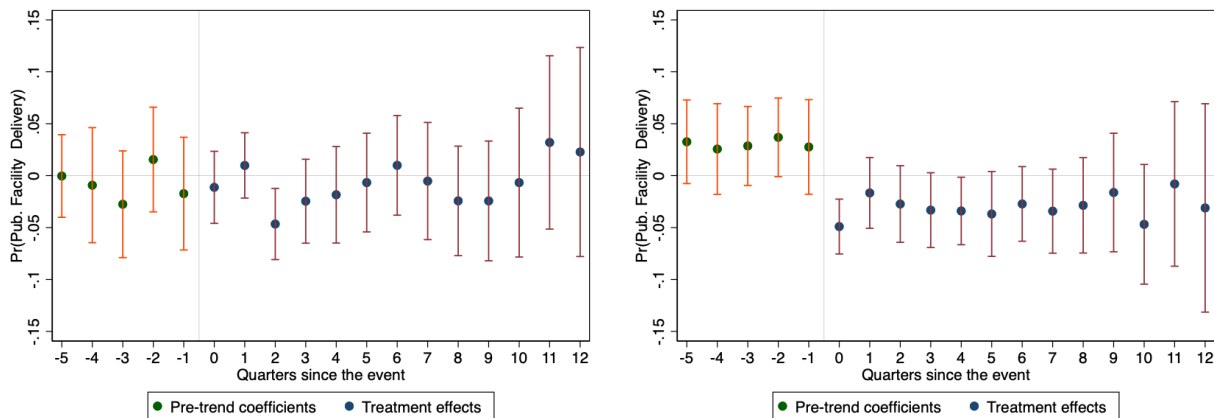 Pr(Pub. Facility Delivery)
.15
.1
.05
0
-.05
-.1
-.15
-5 -4 -3 -2 -1 0 1 2 3 4 5 6 7 8 9 10 11 12
Quarters since the event
Pre-trend coefficients Treatment effects
Pr(Pub. Facility Delivery)
.15
.1
.05
0
-.05
-.1
-.15
-5 -4 -3 -2 -1 0 1 2 3 4 5 6 7 8 9 10 11 12
Quarters since the event
Pre-trend coefficients Treatment effects